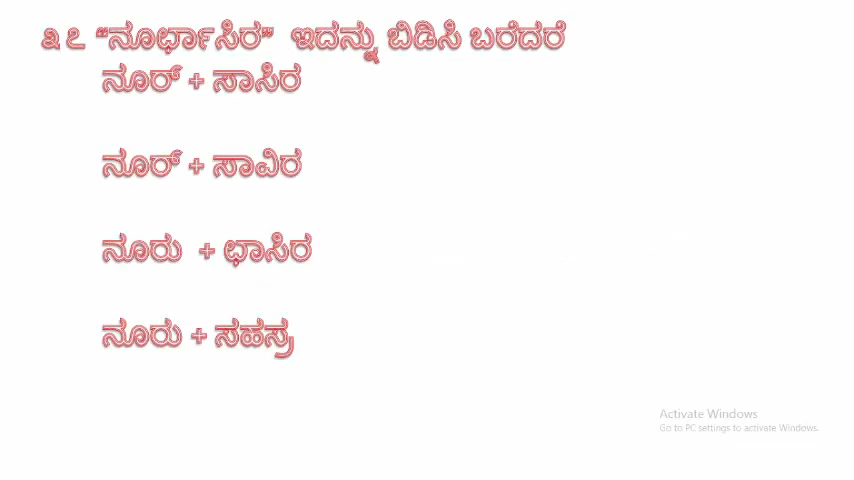 ೩೭ “ನೂರ್ಛಾಸಿರ” ಇದನ್ನು ಬಿಡಿಸಿ ಬರೆದರೆ
ನೂರ್ + ಸಾಸಿರ
ನೂರ್ + ಸಾವಿರ
ನೂರು + ಛಾಸಿರ
ನೂರು + ಸಹಸ್ರ
Activate Windows
Go to PC settings to activate Windows.